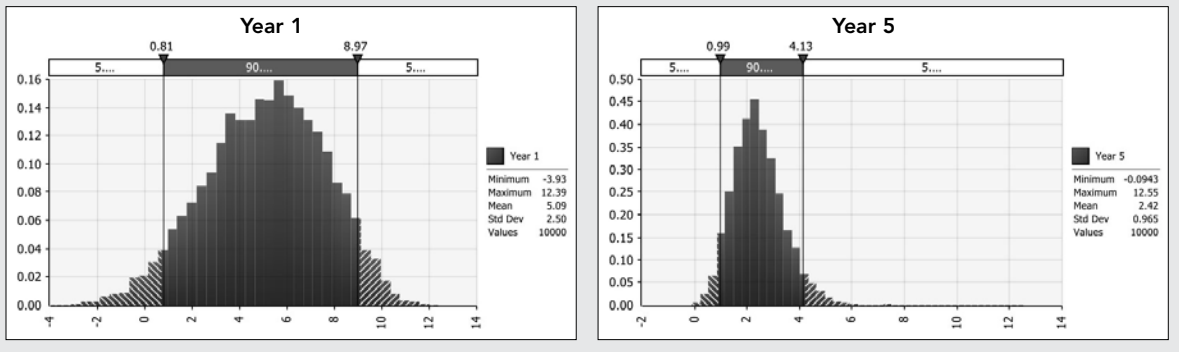 Year 1
0.81 8.97
5.... 90.... 5....
0.16
0.14
0.12
0.10
0.08
0.06
0.04
0.02
0.00
-4 -2 0 2 4 6 8 10 12 14
Year 1
Minimum -3.93
Maximum 12.39
Mean 5.09
Std Dev 2.50
Values 10000
Year 5
0.99 4.13
5.... 90.... 5....
0.50
0.45
0.40
0.35
0.30
0.25
0.20
0.15
0.10
0.05
0.00
-2 0 2 4 6 8 10 12 14
Year 5
Minimum -0.0943
Maximum 12.55
Mean 2.42
Std Dev 0.965
Values 10000